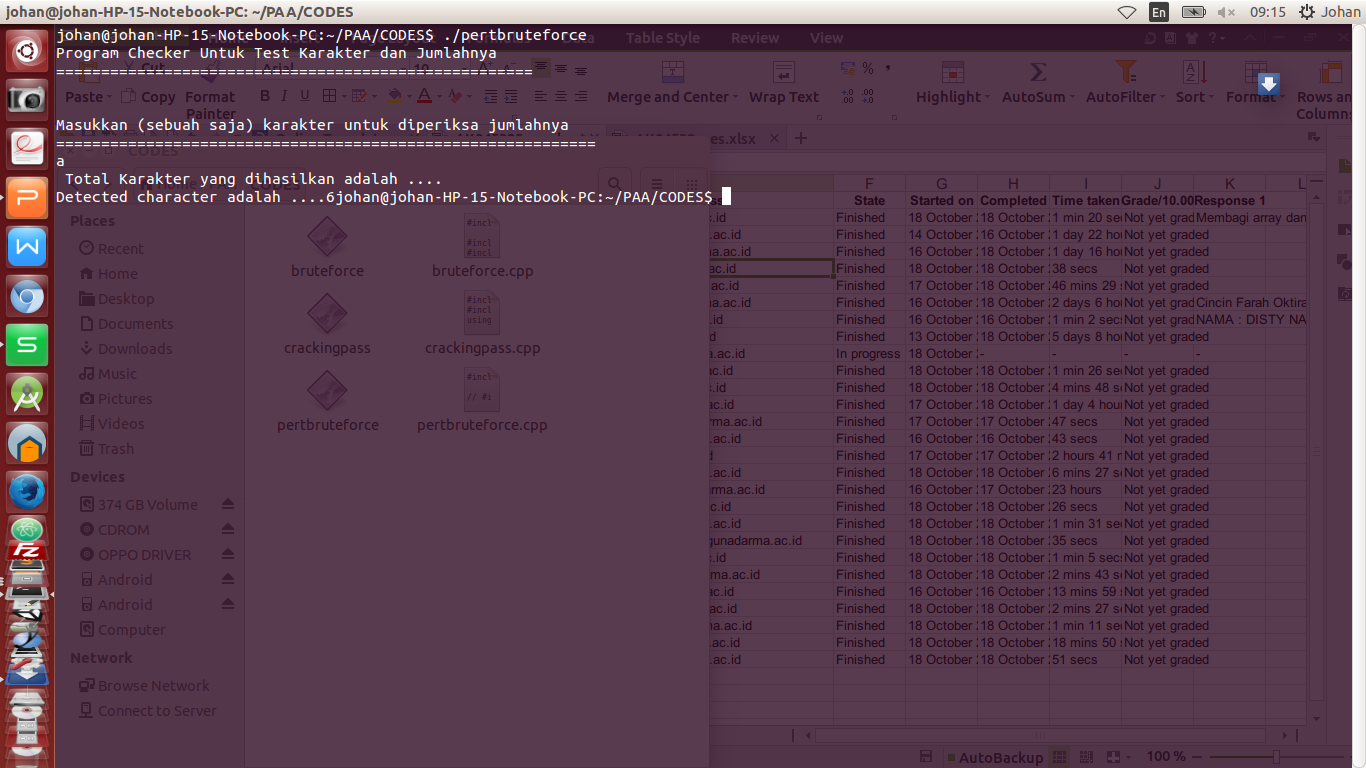 johan@johan-HP-15-Notebook-PC: ~/PAA/CODES
En
09:15
Johan
johan@johan-HP-15-Notebook-PC:~/PAA/CODES$ ./pertbruteforce
Program Checker Untuk Test Karakter dan Jumlahnya
=====================================================
Masukkan (sebuah saja) karakter untuk diperiksa jumlahnya
============================================================
a
Total Karakter yang dihasilkan adalah ....
Detected character adalah ....6johan@johan-HP-15-Notebook-PC:~/PAA/CODES$
Table Style
Review
View
Paste
Cut
Copy
Format
Painter
B I U
Merge and Center
Wrap Text
%
Highlight
AutoSum
AutoFilter
Sort
Format
Rows and
Columns
es.xlsx
CODES
Places
Recent
Home
Desktop
Documents
Downloads
Music
Pictures
Videos
Trash
Devices
374 GB Volume
CDROM
OPPO DRIVER
Android
Android
Computer
Network
Browse Network
Connect to Server
bruteforce
bruteforce.cpp
crackingpass
crackingpass.cpp
pertbruteforce
pertbruteforce.cpp
F G H I J K L
State Started on Completed Time taken Grade/10.00 Response 1
.id Finished 18 October 18 October 1 min 20 se Not yet grad Membagi array dan
.ac.id Finished 14 October 16 October 1 day 22 ho Not yet graded
ma.ac.id Finished 16 October 18 October 1 day 16 ho Not yet graded
ac.id Finished 18 October 18 October 38 secs Not yet graded
.ac.id Finished 17 October 18 October 46 mins 29 Not yet graded
.ac.id Finished 16 October 18 October 2 days 6 ho Not yet grad Cincin Farah Oktira
.id Finished 16 October 16 October 1 min 2 sec Not yet grad NAMA : DISTY NA
d Finished 13 October 18 October 5 days 8 ho Not yet graded
a.ac.id In progress 18 October - - - -
ac.id Finished 18 October 18 October 1 min 26 se Not yet graded
.ac.id Finished 18 October 18 October 4 mins 48 s Not yet graded
ac.id Finished 17 October 18 October 1 day 4 hou Not yet graded
rma.ac.id Finished 17 October 17 October 47 secs Not yet graded
.ac.id Finished 16 October 16 October 43 secs Not yet graded
d Finished 17 October 17 October 2 hours 41 Not yet graded
.ac.id Finished 18 October 18 October 6 mins 27 s Not yet graded
urma.ac.id Finished 16 October 17 October 23 hours Not yet graded
ac.id Finished 18 October 18 October 26 secs Not yet graded
.ac.id Finished 18 October 18 October 1 min 31 sec Not yet graded
gunadarma.ac.id Finished 18 October 18 October 35 secs Not yet graded
ac.id Finished 18 October 18 October 1 min 5 sec Not yet graded
ma.ac.id Finished 18 October 18 October 2 mins 43 s Not yet graded
ac.id Finished 16 October 16 October 13 mins 59 Not yet graded
.ac.id Finished 18 October 18 October 2 mins 27 s Not yet graded
a.ac.id Finished 18 October 18 October 1 min 11 sec Not yet graded
.ac.id Finished 18 October 18 October 18 mins 50 Not yet graded
.ac.id Finished 18 October 18 October 51 secs Not yet graded
AutoBackup
100 %